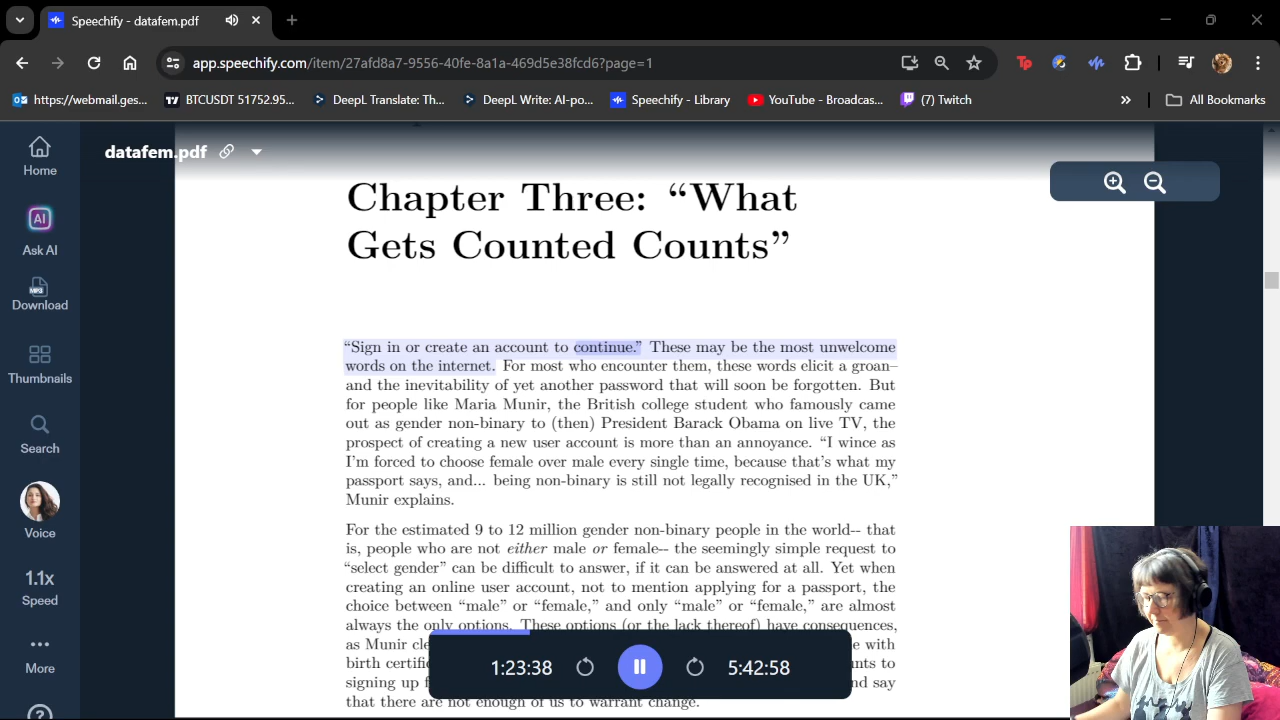 Speechify - datafem.pdf
app.speechify.com/item/27afd8a7-9556-40fe-8a1a-469d5e38fcd6?page=1
https://webmail.ges...
BTCUSDT 51752.95...
DeepL Translate: Th...
DeepL Write: AI-po...
Speechify - Library
YouTube - Broadcas...
(7) Twitch
All Bookmarks
datafem.pdf
Home
AI
Ask AI
MP3
Download
Thumbnails
Search
Voice
1.1x
Speed
More
Chapter Three: “What
Gets Counted Counts”
“Sign in or create an account to continue.” These may be the most unwelcome
words on the internet. For most who encounter them, these words elicit a groan–
and the inevitability of yet another password that will soon be forgotten. But
for people like Maria Munir, the British college student who famously came
out as gender non-binary to (then) President Barack Obama on live TV, the
prospect of creating a new user account is more than an annoyance. “I wince as
I’m forced to choose female over male every single time, because that’s what my
passport says, and... being non-binary is still not legally recognised in the UK,”
Munir explains.
For the estimated 9 to 12 million gender non-binary people in the world-- that
is, people who are not either male or female-- the seemingly simple request to
“select gender” can be difficult to answer, if it can be answered at all. Yet when
creating an online user account, not to mention applying for a passport, the
choice between “male” or “female,” and only “male” or “female,” are almost
always the only options. These options (or the lack thereof) have consequences,
as Munir cle
e with
birth certifi
nts to
signing up f
nd say
that there are not enough of us to warrant change.
1:23:38
5:42:58